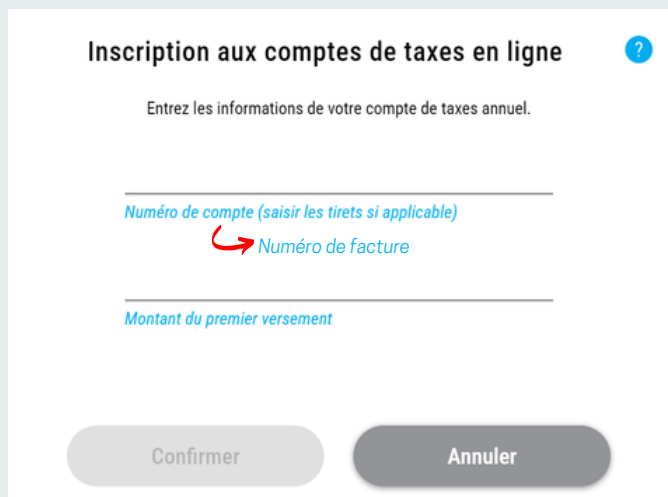 Inscription aux comptes de taxes en ligne ?
Entrez les informations de votre compte de taxes annuel.
Numéro de compte (saisir les tirets si applicable)
Numéro de facture
Montant du premier versement
Confirmer Annuler